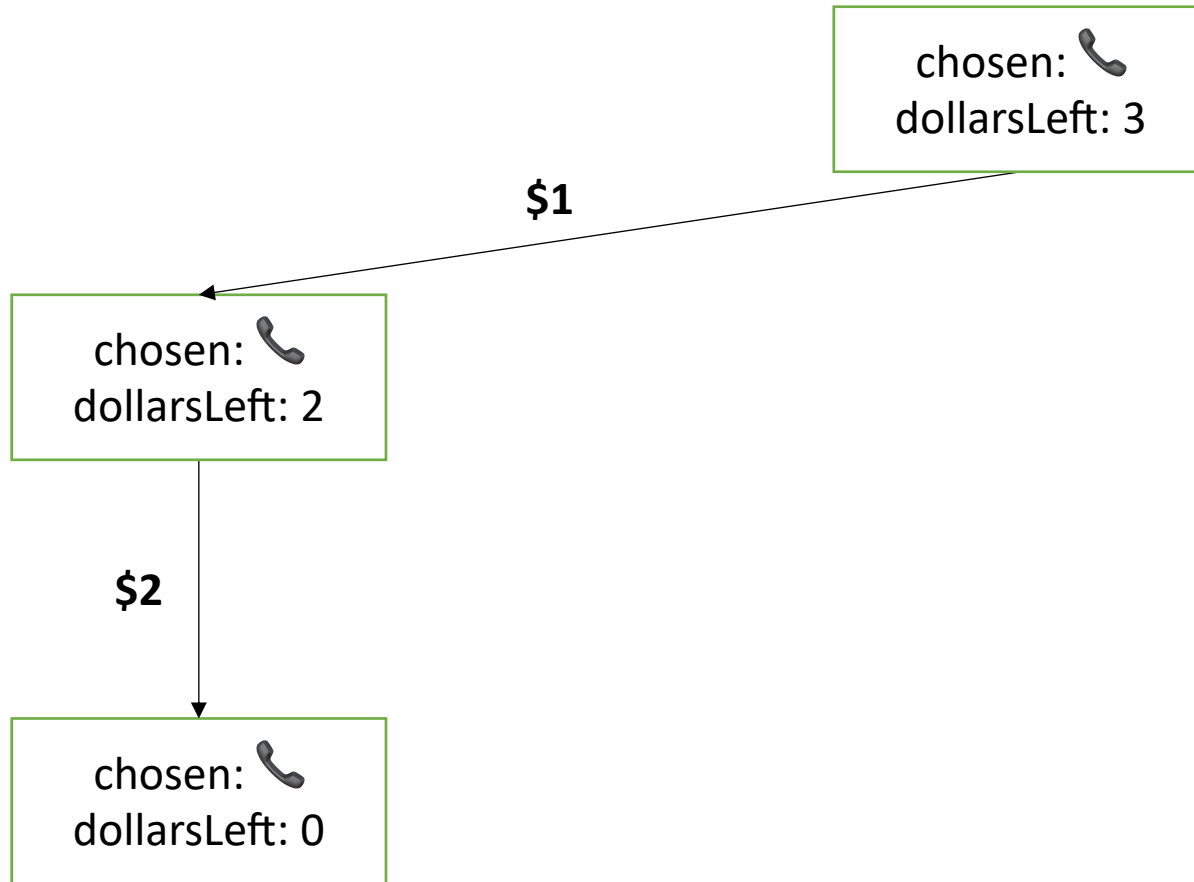 chosen: 📞
dollarsLeft: 3
$1
chosen: 📞
dollarsLeft: 2
$2
chosen: 📞
dollarsLeft: 0